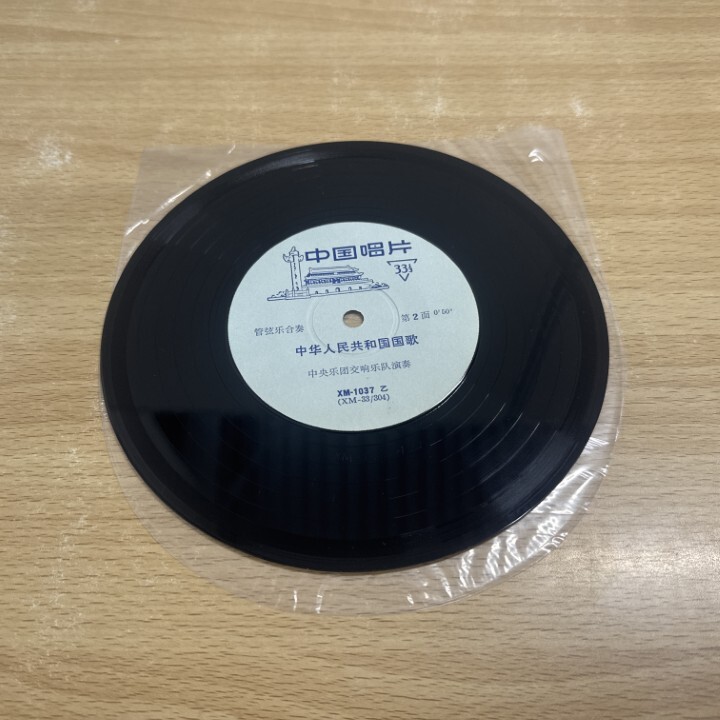 中国唱片
33⅓
管弦乐合奏 第2面 0'50"
中华人民共和国国歌
中央乐团交响乐队演奏
XM-1037 乙
(XM-33/304)